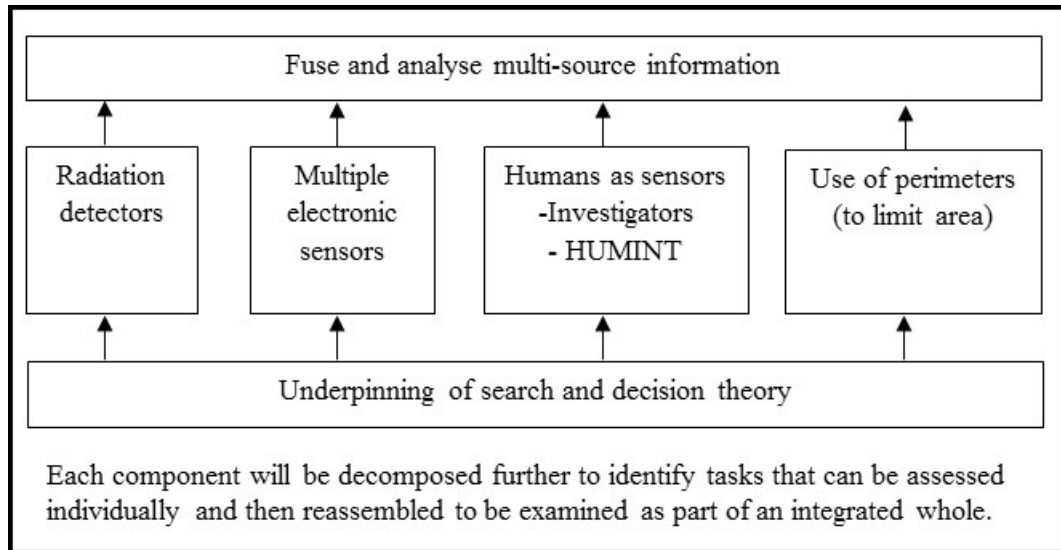 Fuse and analyse multi-source information
Radiation
detectors
Multiple
electronic
sensors
Humans as sensors
-Investigators
- HUMINT
Use of perimeters
(to limit area)
Underpinning of search and decision theory
Each component will be decomposed further to identify tasks that can be assessed
individually and then reassembled to be examined as part of an integrated whole.